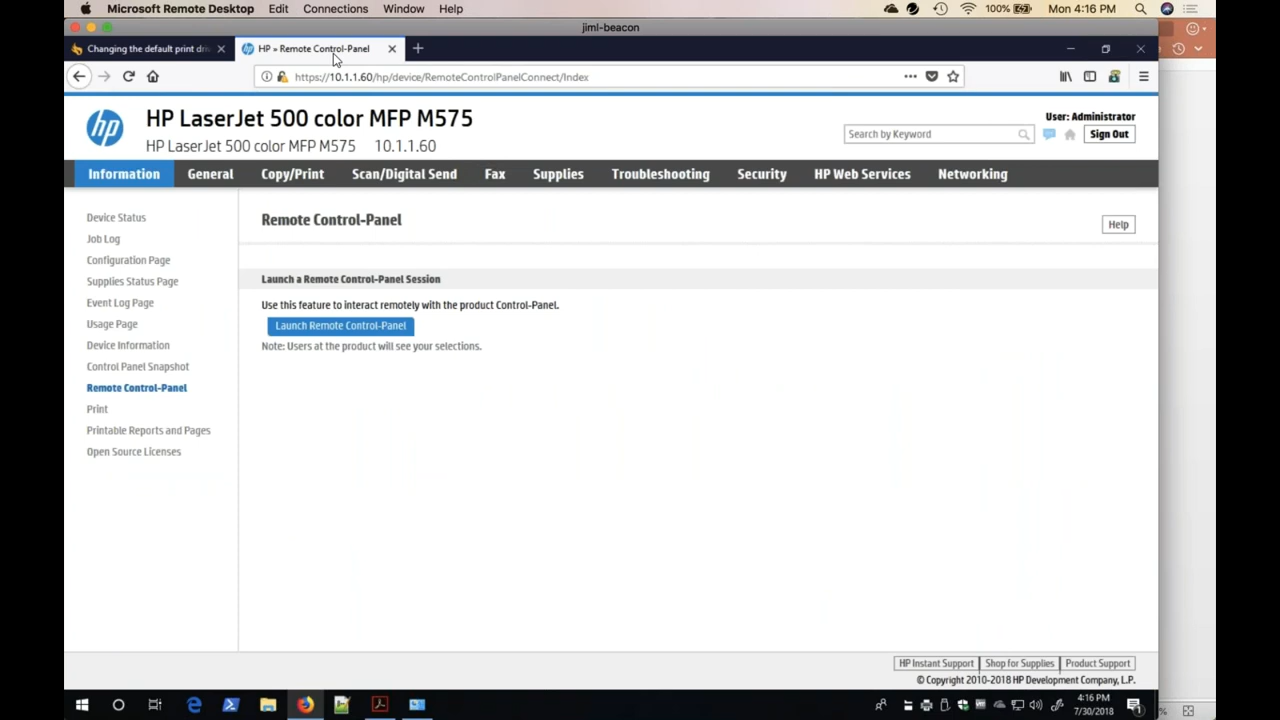 Microsoft Remote Desktop Edit Connections Window Help 100% Mon 4:16 PM
jiml-beacon
Changing the default print dri
HP » Remote Control-Panel
https://10.1.1.60/hp/device/RemoteControlPanelConnect/Index
hp
HP LaserJet 500 color MFP M575
HP LaserJet 500 color MFP M575 10.1.1.60
User: Administrator
Search by Keyword
Sign Out
Information General Copy/Print Scan/Digital Send Fax Supplies Troubleshooting Security HP Web Services Networking
Device Status
Job Log
Configuration Page
Supplies Status Page
Event Log Page
Usage Page
Device Information
Control Panel Snapshot
Remote Control-Panel
Print
Printable Reports and Pages
Open Source Licenses
Remote Control-Panel
Help
Launch a Remote Control-Panel Session
Use this feature to interact remotely with the product Control-Panel.
Launch Remote Control-Panel
Note: Users at the product will see your selections.
HP Instant Support Shop for Supplies Product Support
© Copyright 2010-2018 HP Development Company, L.P.
4:16 PM
7/30/2018